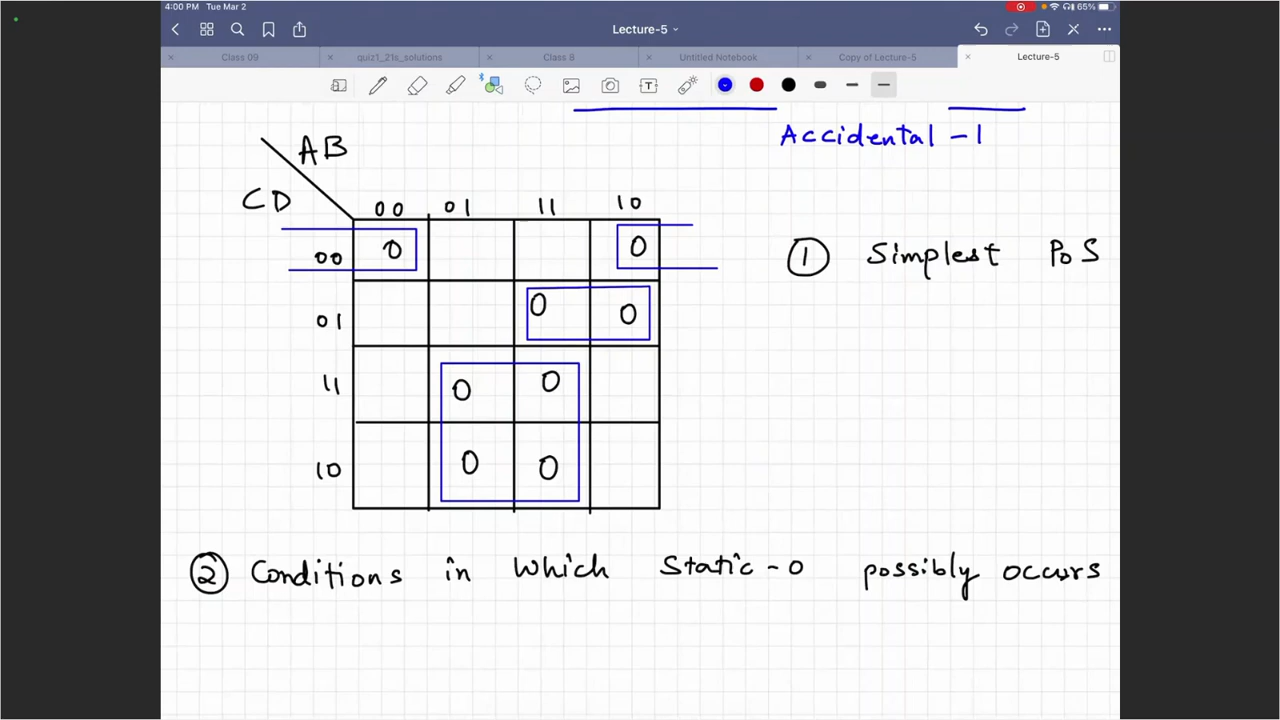 4:00 PM Tue Mar 2
65%
Lecture-5
Class 09
quiz1_21s_solutions
Class 8
Untitled Notebook
Copy of Lecture-5
Lecture-5
Accidental -1
AB
CD
00 01 11 10
00 0 0
01 0 0
11 0 0
10 0 0
① Simplest PoS
② Conditions in which Static-0 possibly occurs